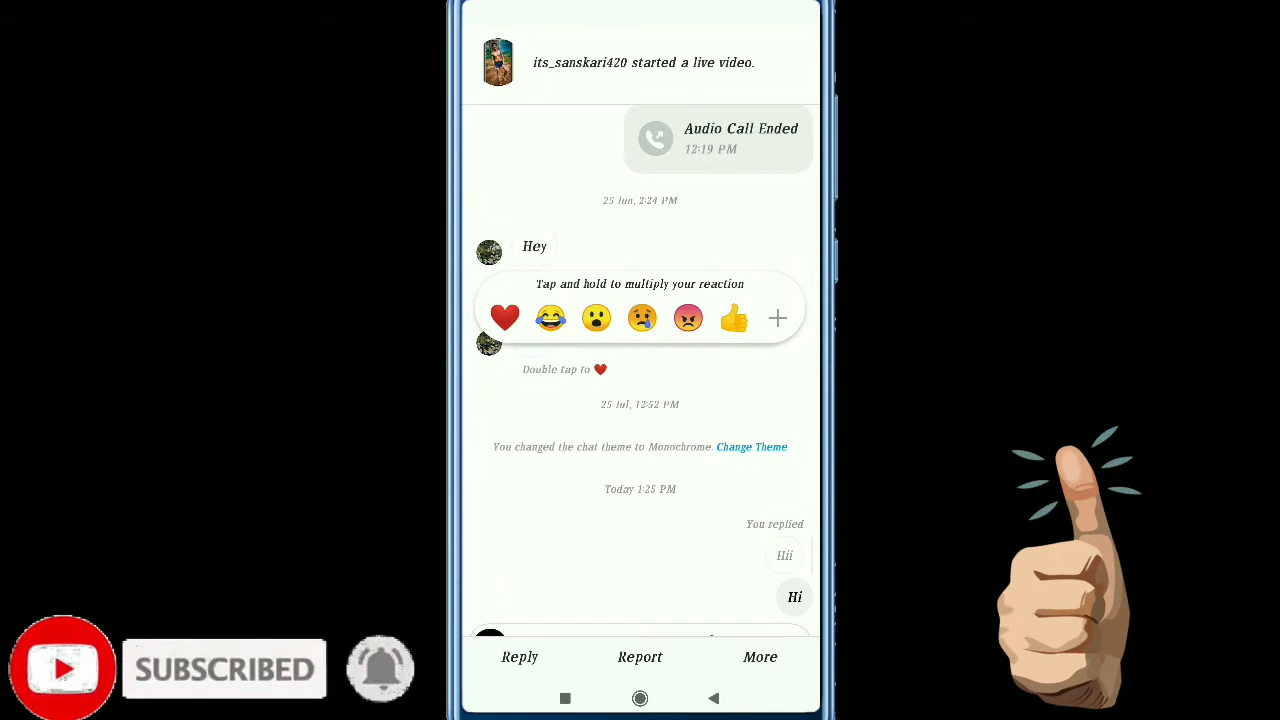 its_sanskari420 started a live video.
Audio Call Ended
12:19 PM
25 Jun, 2:24 PM
Hey
Tap and hold to multiply your reaction
Double tap to ❤️
25 Jul, 12:52 PM
You changed the chat theme to Monochrome. Change Theme
Today 1:25 PM
You replied
Hii
Hi
Reply Report More
SUBSCRIBED